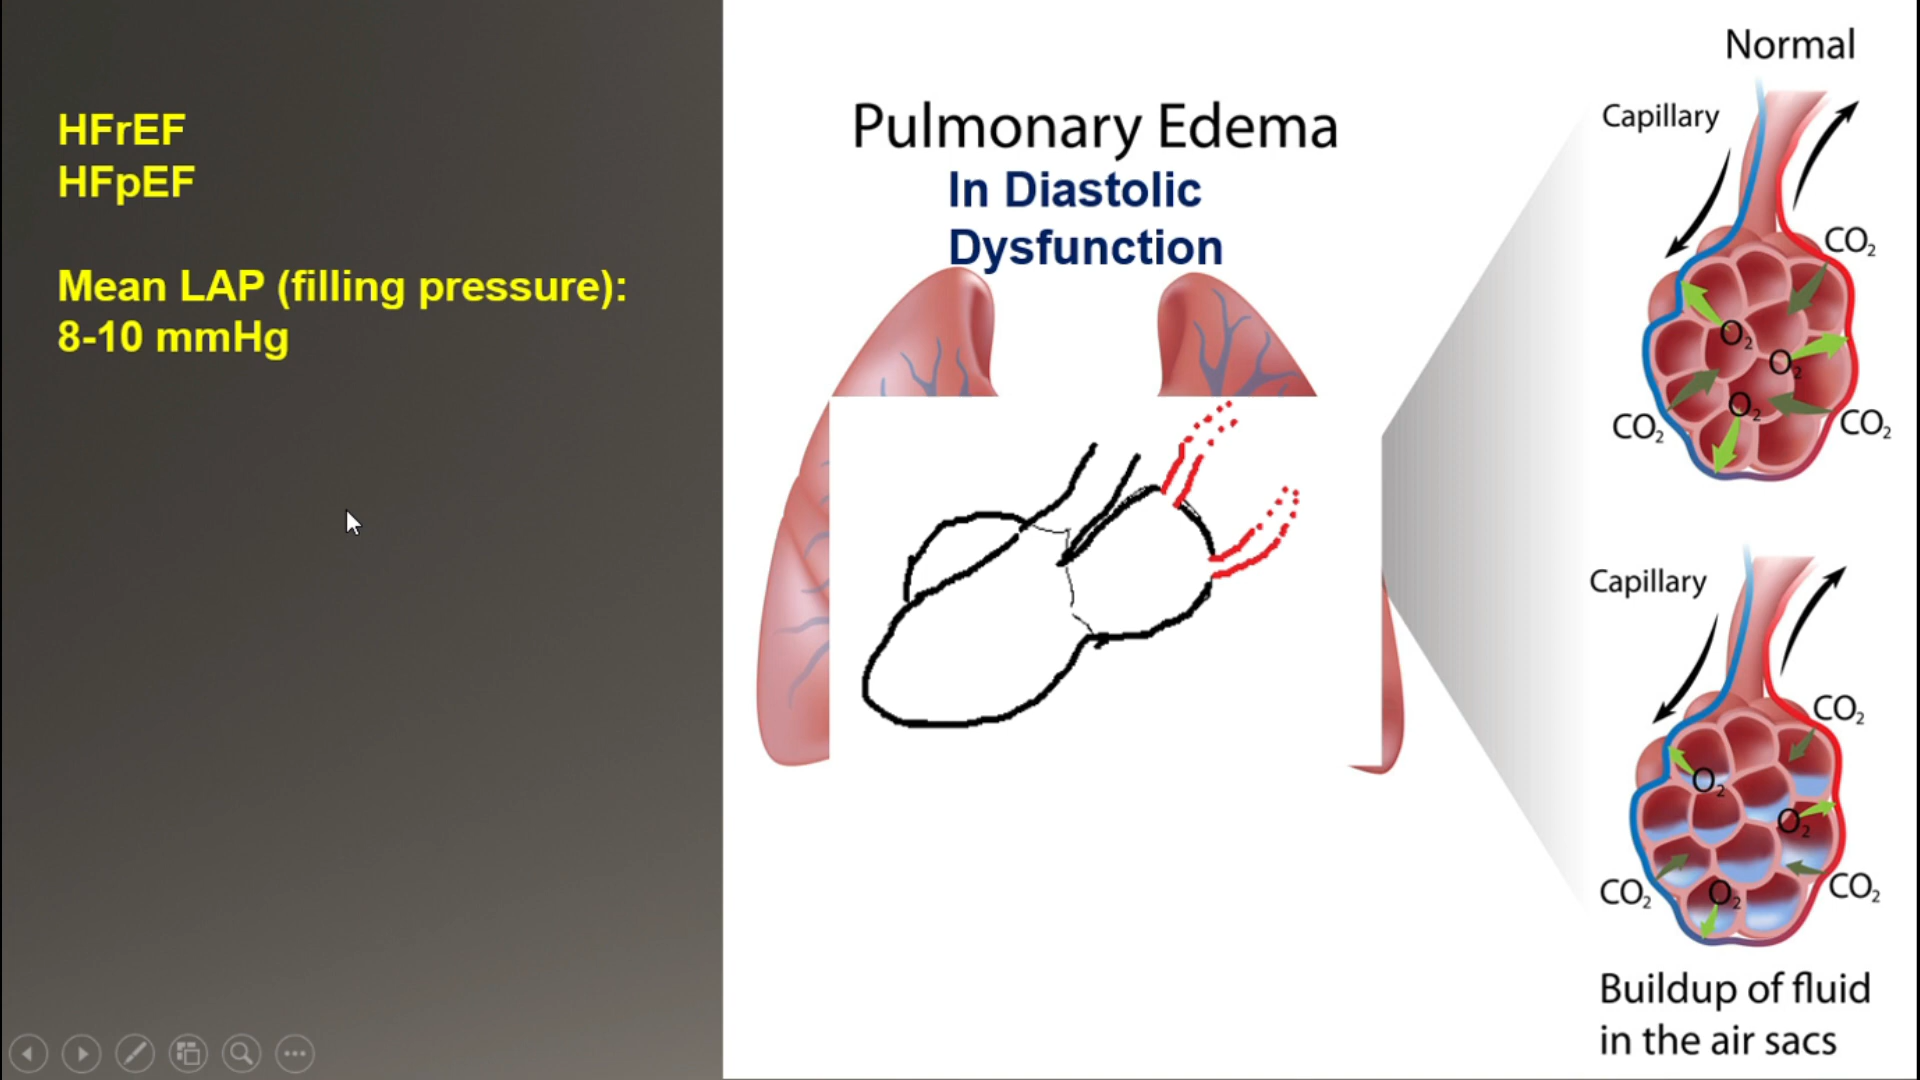 HFrEF
HFpEF
Mean LAP (filling pressure):
8-10 mmHg
Pulmonary Edema
In Diastolic
Dysfunction
Normal
Capillary
CO₂
O₂
O₂
O₂
CO₂
CO₂
Capillary
CO₂
O₂
O₂
CO₂
O₂
CO₂
Buildup of fluid
in the air sacs